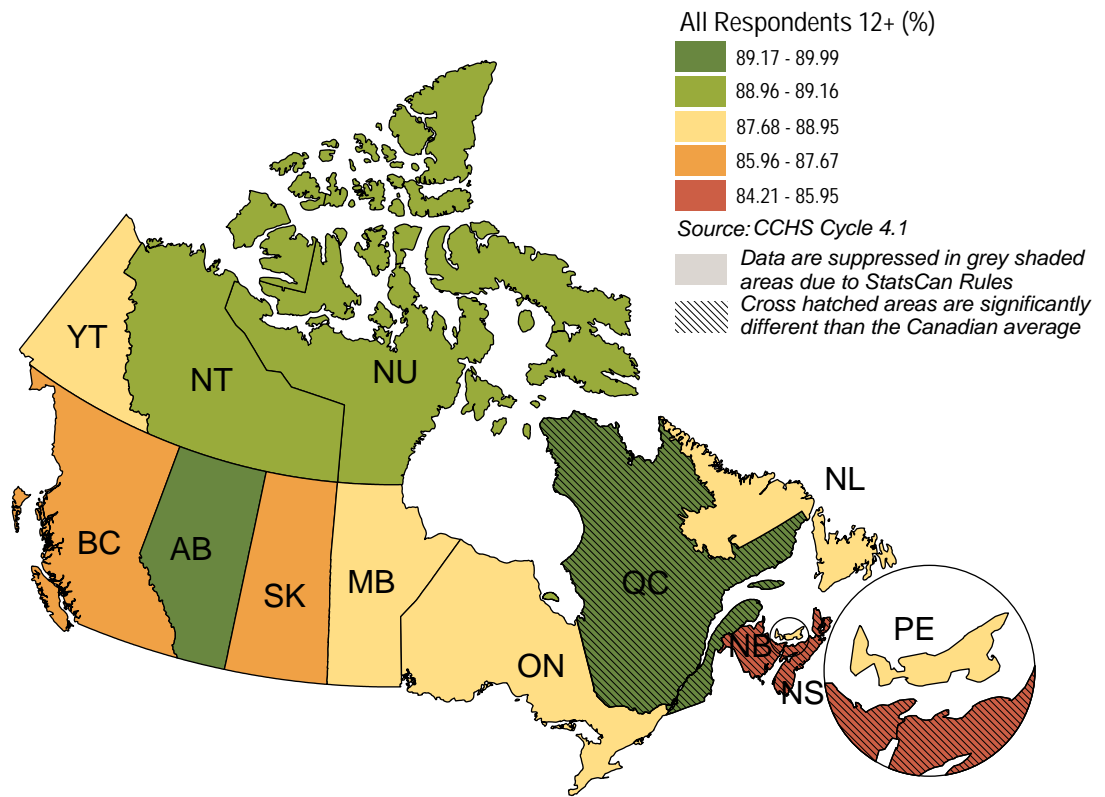 All Respondents 12+ (%)
89.17 - 89.99
88.96 - 89.16
87.68 - 88.95
85.96 - 87.67
84.21 - 85.95
Source: CCHS Cycle 4.1
Data are suppressed in grey shaded
areas due to StatsCan Rules
Cross hatched areas are significantly
different than the Canadian average
YT
NT
NU
NL
BC
AB
SK
MB
QC
ON
NB
NS
PE